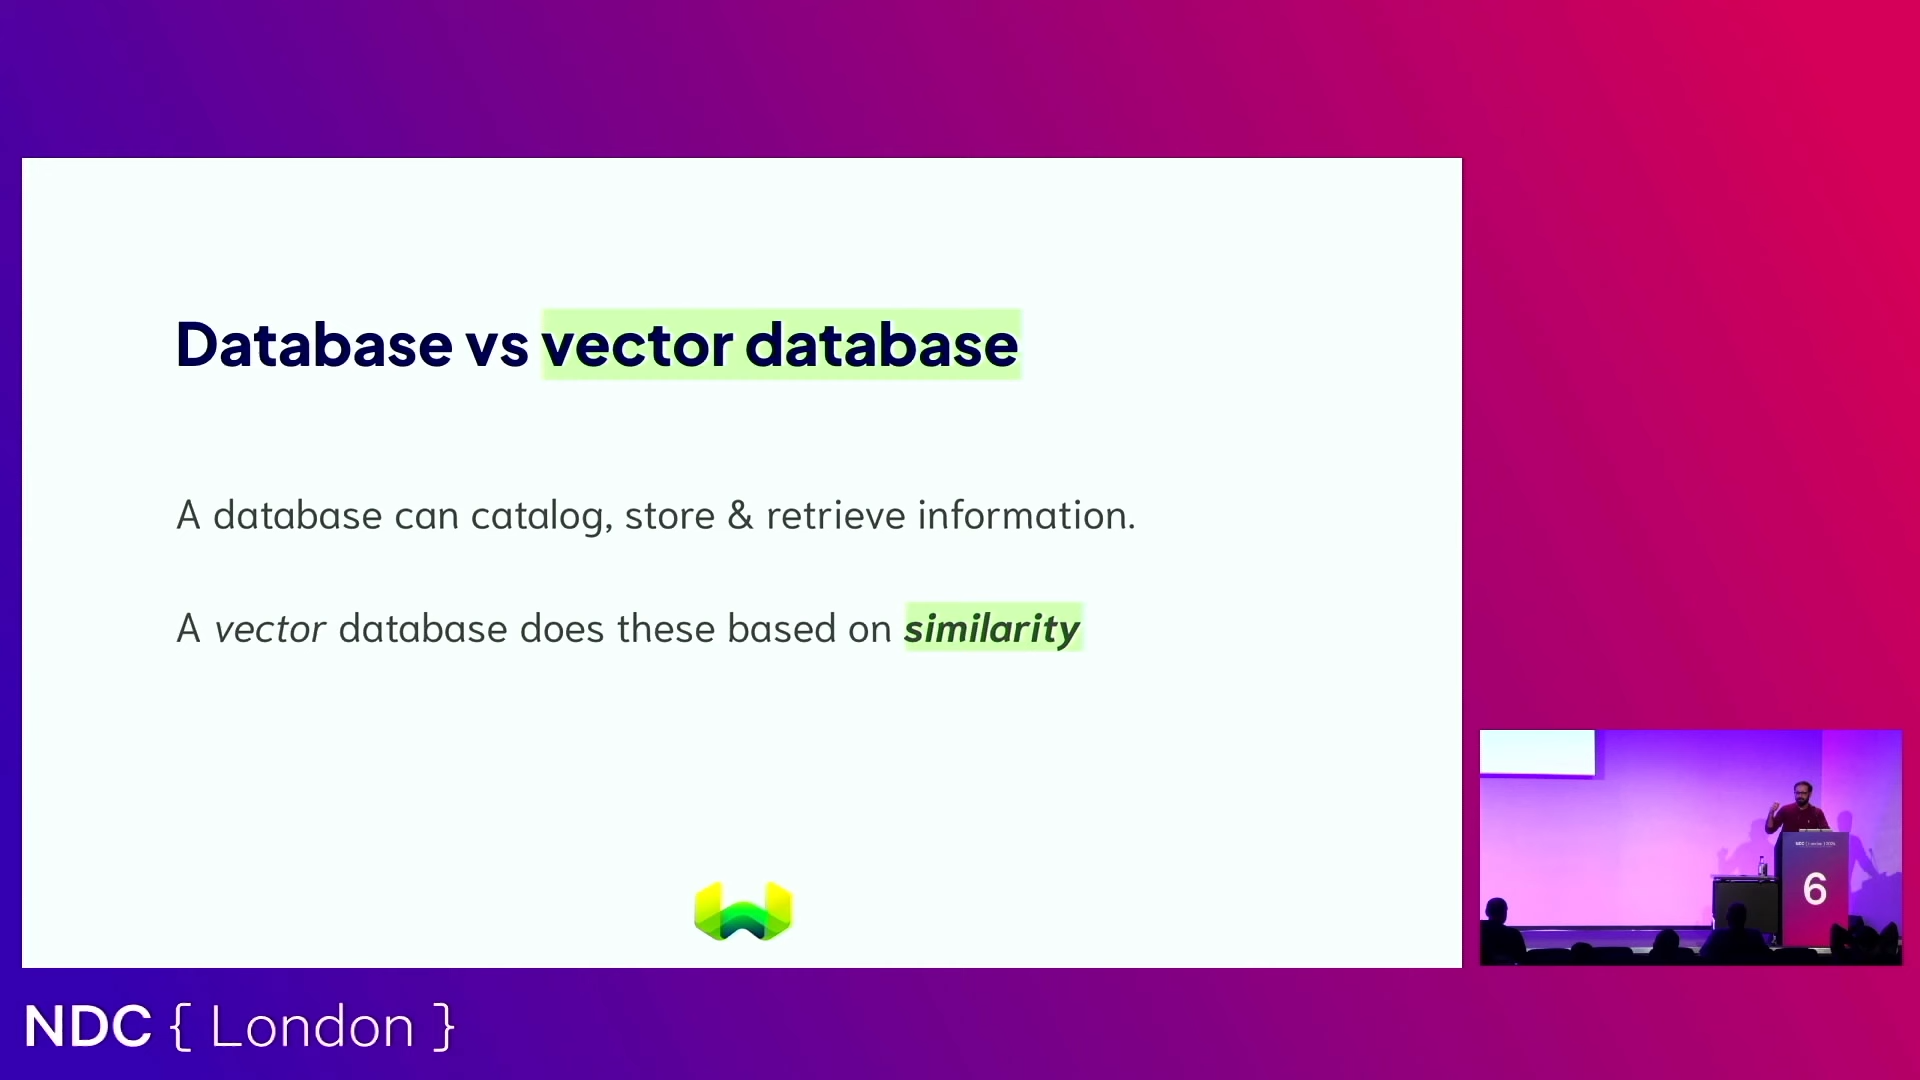 Database vs vector database
A database can catalog, store & retrieve information.
A vector database does these based on similarity
6
NDC { London }